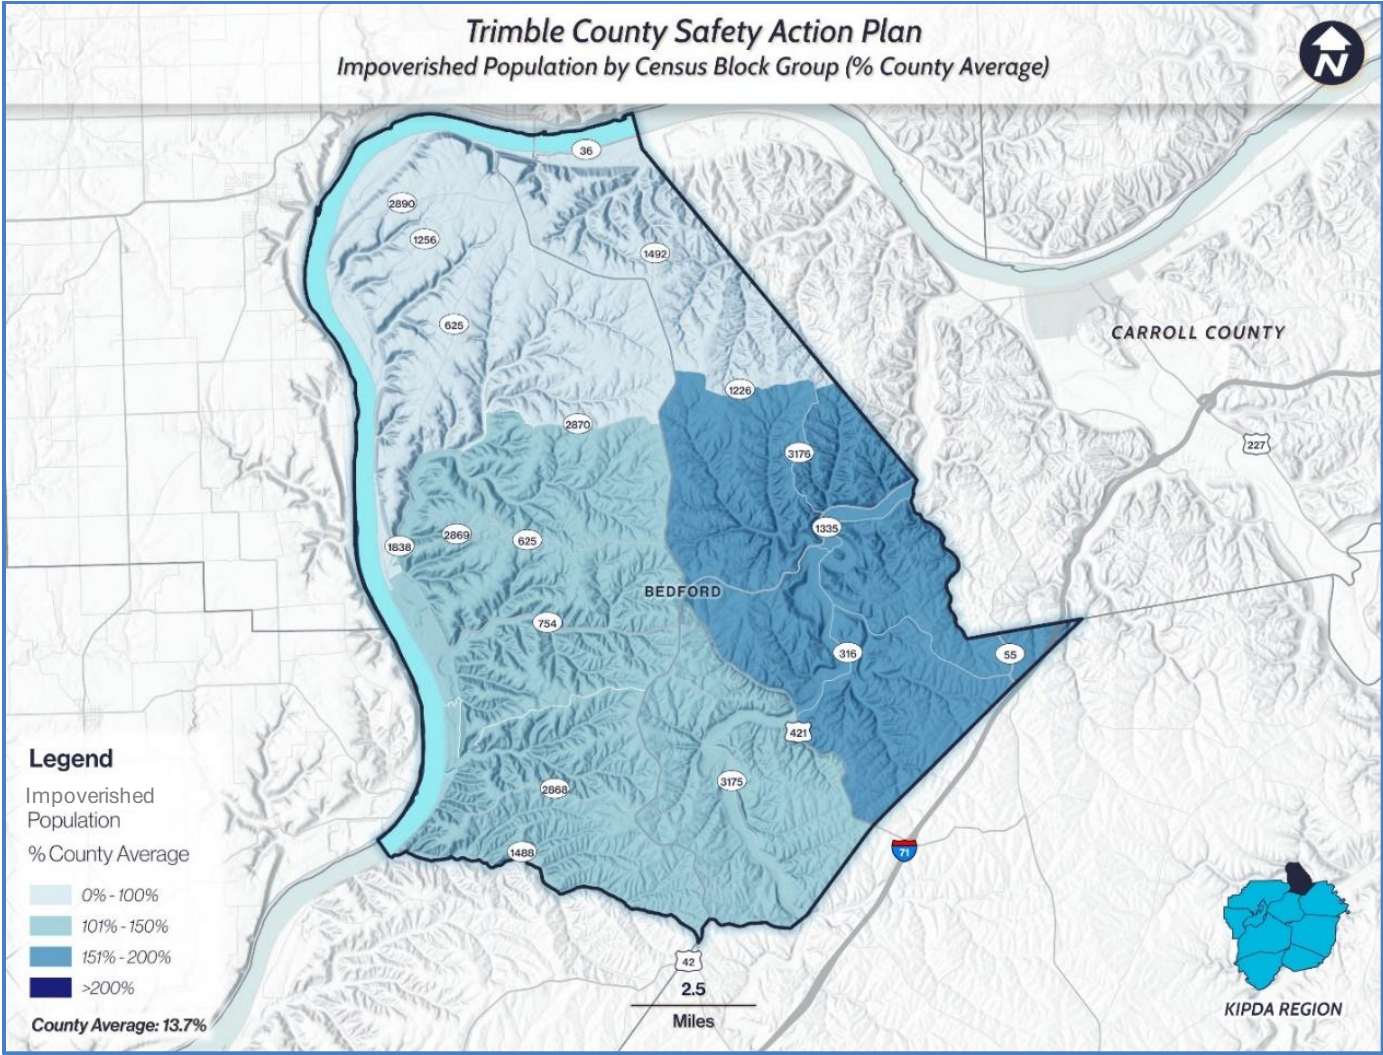 Trimble County Safety Action Plan
Impoverished Population by Census Block Group (% County Average)
N
36
2890
1256
1492
625
CARROLL COUNTY
1226
2870
227
3176
1335
2869
625
1838
BEDFORD
754
316
55
421
3175
2868
1488
71
42
2.5
Miles
Legend
Impoverished
Population
% County Average
0% - 100%
101% - 150%
151% - 200%
>200%
County Average: 13.7%
KIPDA REGION